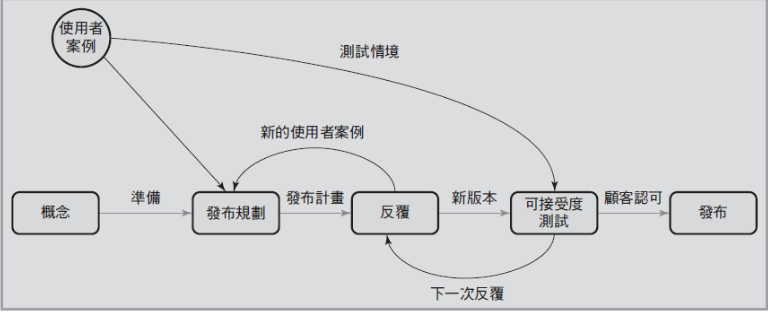 使用者
案例
測試情境
新的使用者案例
概念
準備
發布規劃
發布計畫
反覆
新版本
可接受度
測試
顧客認可
發布
下一次反覆